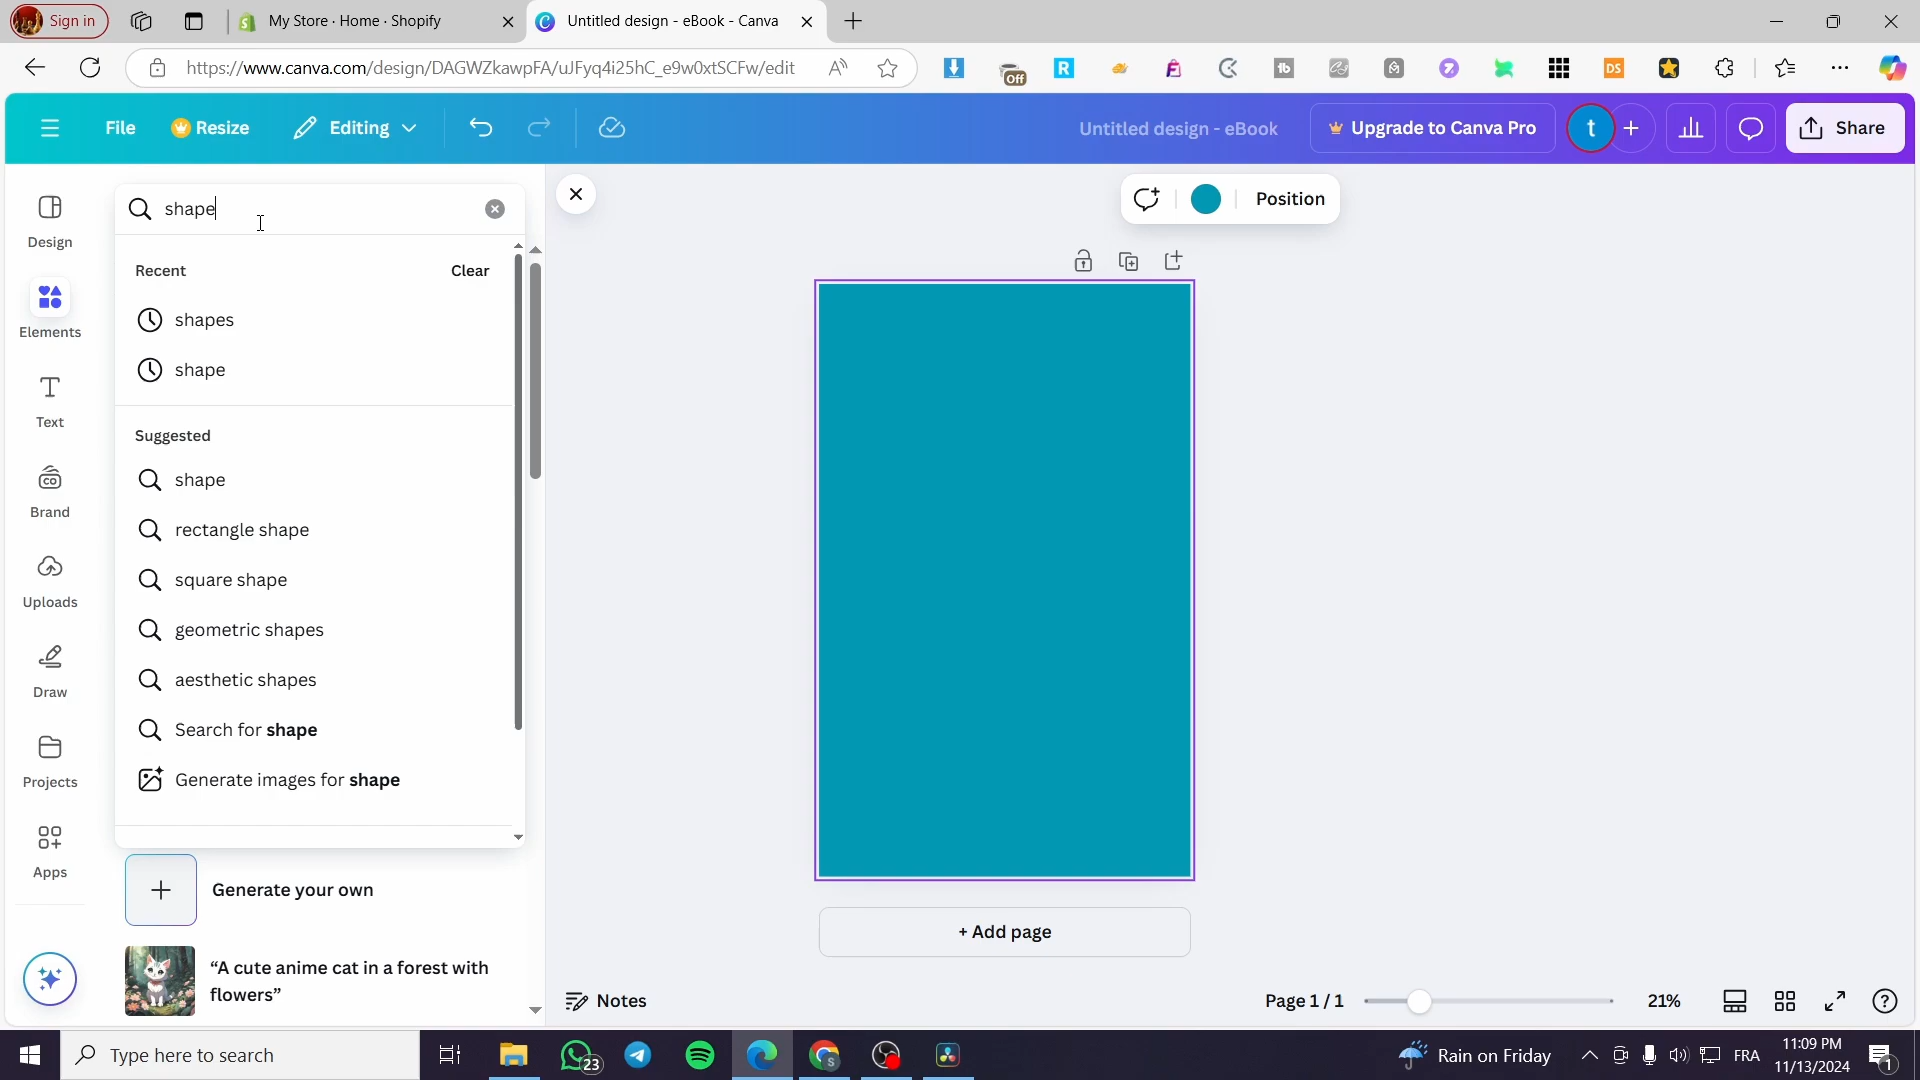 Sign in
My Store · Home · Shopify
Untitled design - eBook - Canva
https://www.canva.com/design/DAGWZkawpFA/uJFyq4i25hC_e9w0xtSCFw/edit
Off
DS
File
Resize
Editing
Untitled design - eBook
Upgrade to Canva Pro
t
Share
shape
Position
Design
Elements
Text
Brand
Uploads
Draw
Projects
Apps
Recent
Clear
shapes
shape
Suggested
shape
rectangle shape
square shape
geometric shapes
aesthetic shapes
Search for shape
Generate images for shape
Generate your own
“A cute anime cat in a forest with
flowers”
+ Add page
Notes
Page 1 / 1
21%
Type here to search
23
Rain on Friday
FRA
11:09 PM
11/13/2024
1